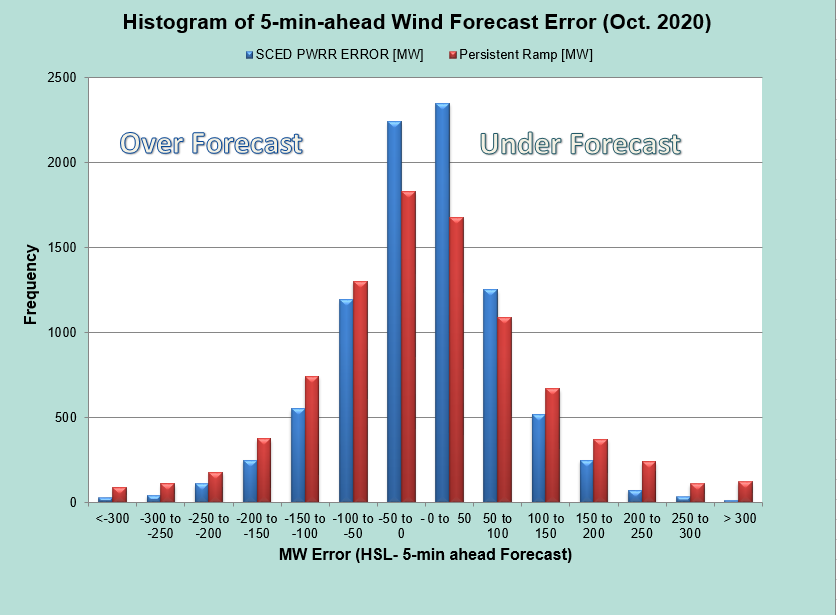 Histogram of 5-min-ahead Wind Forecast Error (Oct. 2020)
SCED PWRR ERROR [MW] Persistent Ramp [MW]
Over Forecast Under Forecast
Frequency
2500
2000
1500
1000
500
0
<-300 -300 to -250 to -200 to -150 to -100 to -50 to - 0 to 50 50 to 100 to 150 to 200 to 250 to > 300
-250 -200 -150 -100 -50 0 100 150 200 250 300
MW Error (HSL- 5-min ahead Forecast)